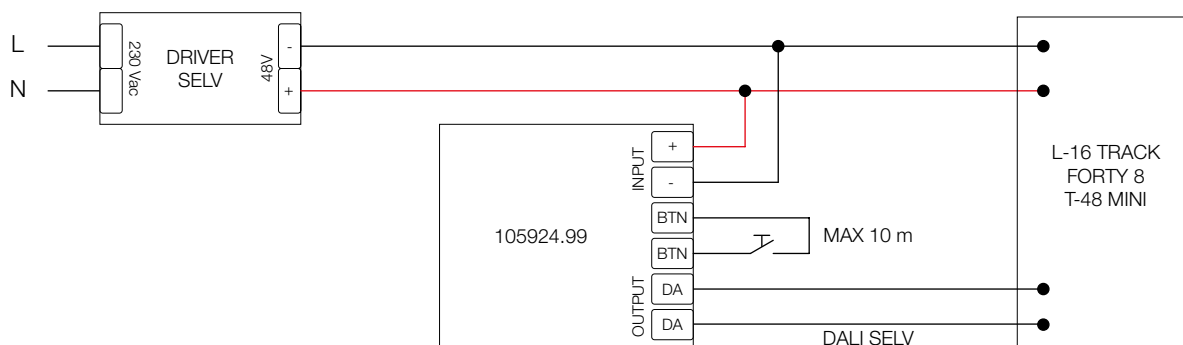 L
N
230 Vac
DRIVER
SELV
48V
-
+
L-16 TRACK
FORTY 8
T-48 MINI
105924.99
INPUT
+
-
BTN
BTN
MAX 10 m
OUTPUT
DA
DA
DALI SELV